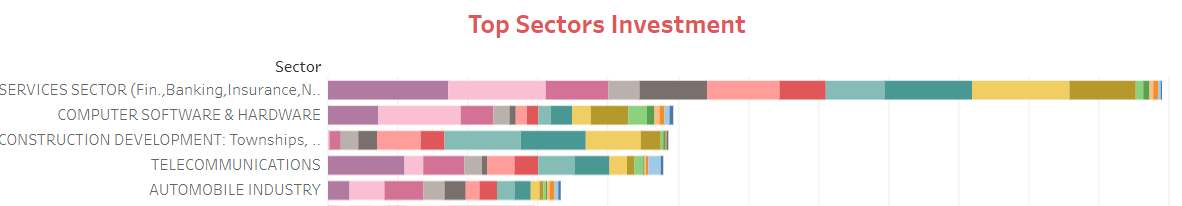 Top Sectors Investment
Sector
SERVICES SECTOR (Fin.,Banking,Insurance,N..
COMPUTER SOFTWARE & HARDWARE
CONSTRUCTION DEVELOPMENT: Townships, ..
TELECOMMUNICATIONS
AUTOMOBILE INDUSTRY